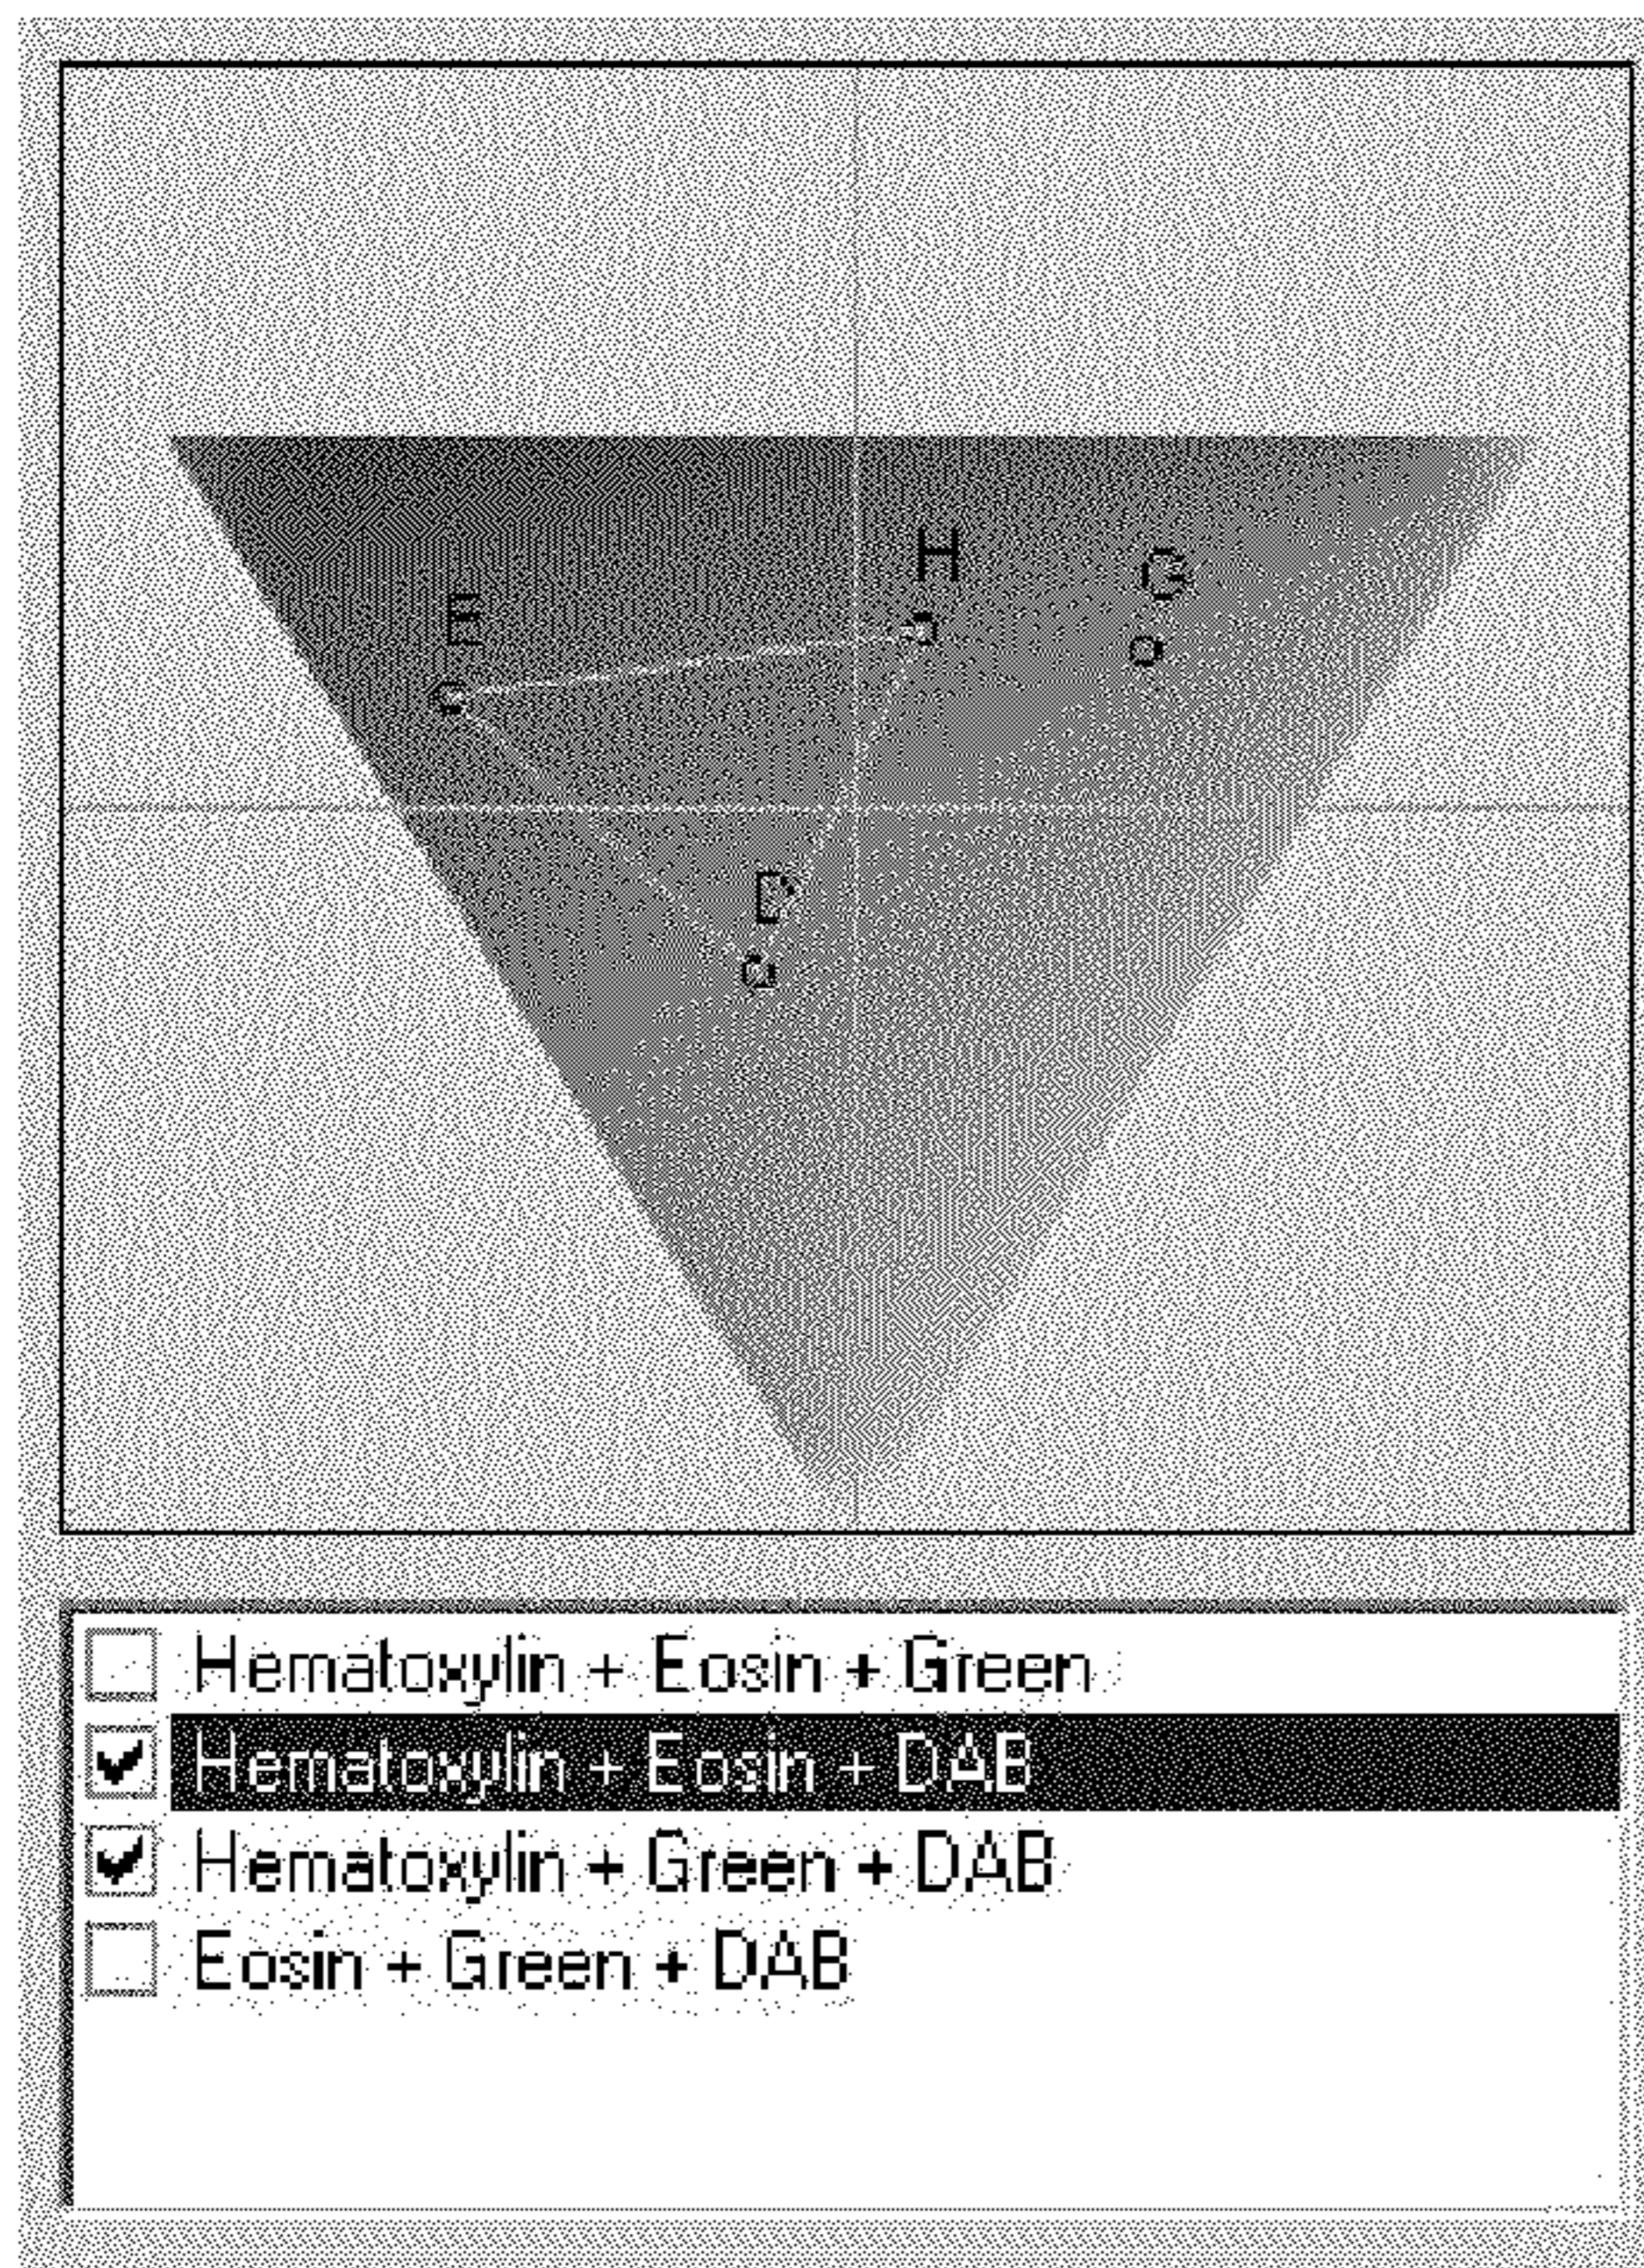 H
G
E
D
Hematoxylin + Eosin + Green
Hematoxylin + Eosin + DAB
Hematoxylin + Green + DAB
Eosin + Green + DAB